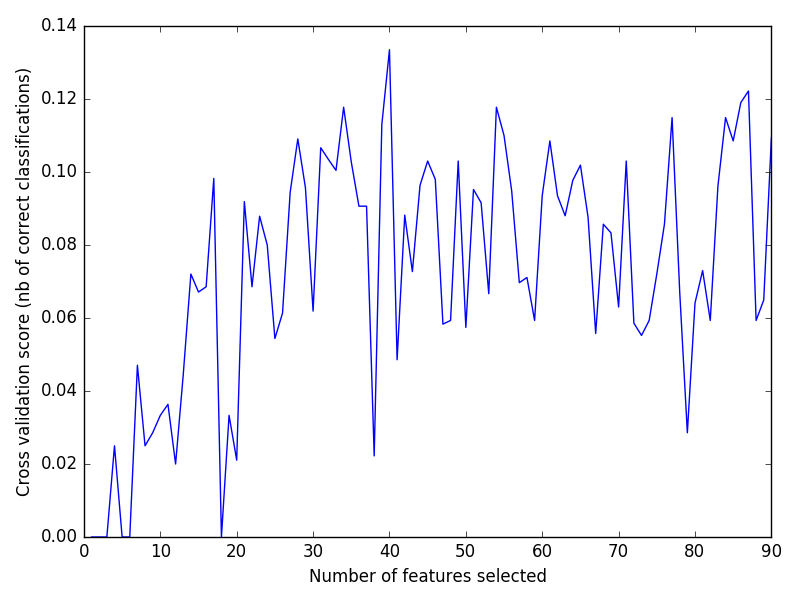 0.14
0.12
0.10
0.08
0.06
0.04
0.02
0.00
Cross validation score (nb of correct classifications)
0 10 20 30 40 50 60 70 80 90
Number of features selected